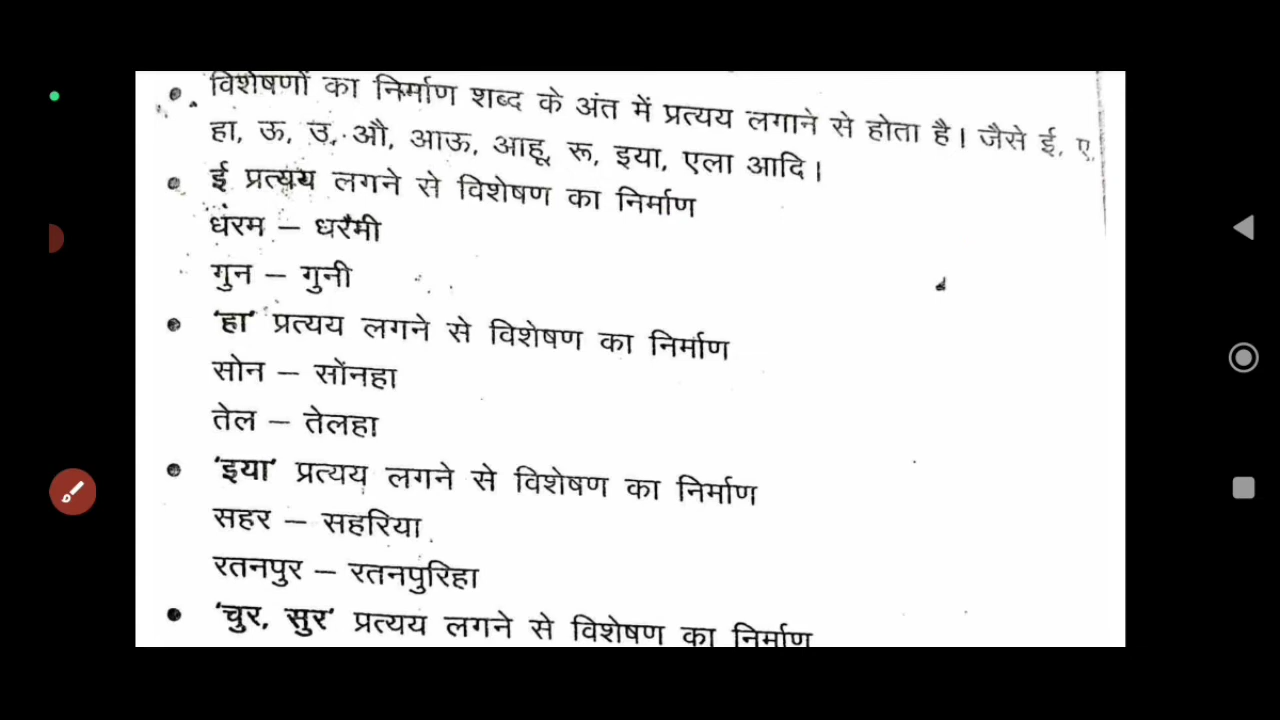 विशेषणों का निर्माण शब्द के अंत में प्रत्यय लगाने से होता है। जैसे ई, ए,
हा, ऊ, उ, औ, आऊ, आहू, रू, इया, एला आदि।
ई प्रत्यय लगने से विशेषण का निर्माण
धरम – धरमी
गुन – गुनी
'हा' प्रत्यय लगने से विशेषण का निर्माण
सोन – सोनहा
तेल – तेलहा
'इया' प्रत्यय लगने से विशेषण का निर्माण
सहर – सहरिया
रतनपुर – रतनपुरिहा
'चुर, सुर' प्रत्यय लगने से विशेषण का निर्माण